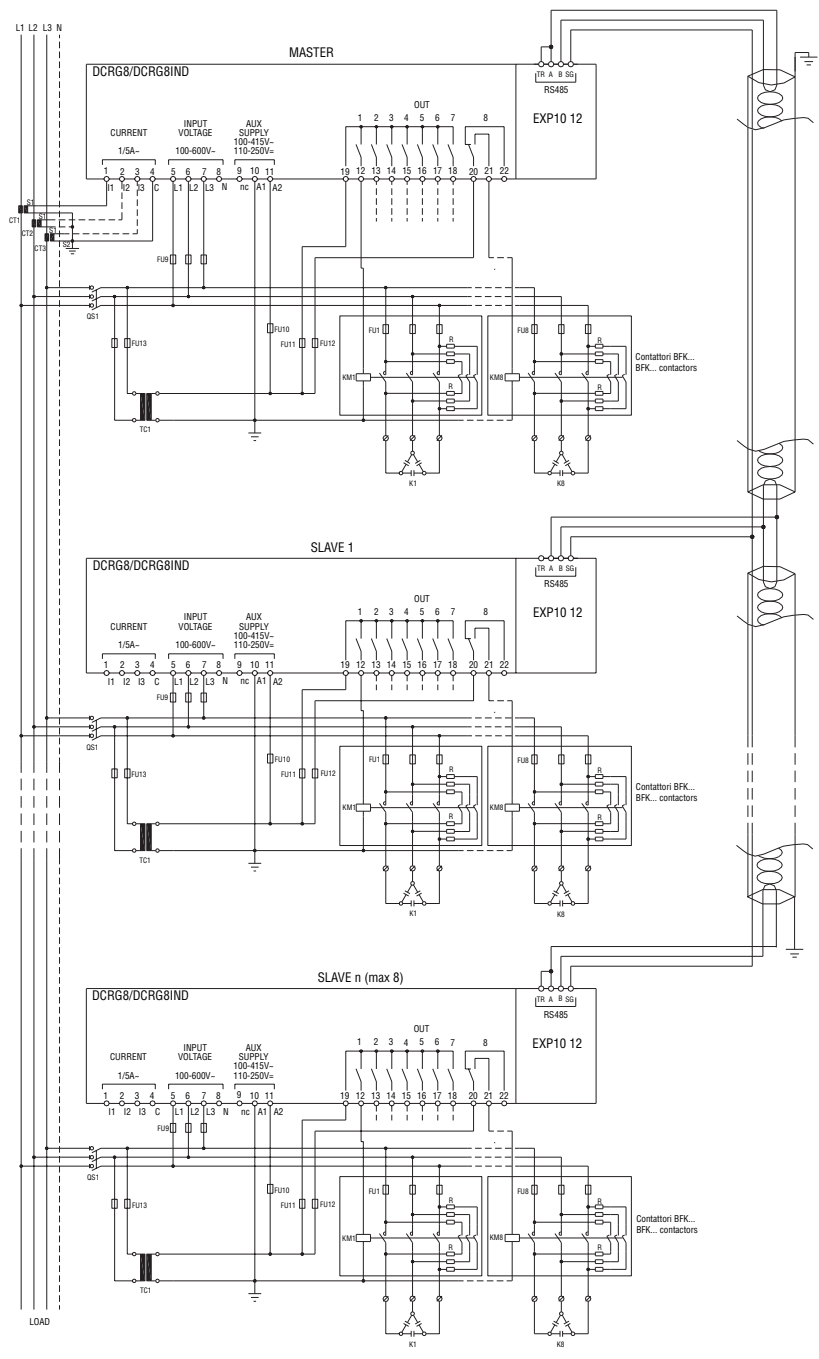 L1 L2 L3 N
MASTER
DCRG8/DCRG8IND
TR A B SG
RS485
EXP10 12
OUT
1 2 3 4 5 6 7 8
CURRENT
INPUT
VOLTAGE
AUX
SUPPLY
100-415V~
110-250V=
1/5A~
100-600V~
1 2 3 4 5 6 7 8 9 10 11 19 12 13 14 15 16 17 18 20 21 22
I1 I2 I3 C L1 L2 L3 N nc A1 A2
S1
CT1
S1
CT2
S1
CT3
S2
FU9
QS1
FU13
FU10
FU11
FU12
FU1
R
KM1
R
FU8
R
KM8
R
Contattori BFK...
BFK... contactors
TC1
K1
K8
SLAVE 1
DCRG8/DCRG8IND
TR A B SG
RS485
EXP10 12
OUT
1 2 3 4 5 6 7 8
CURRENT
INPUT
VOLTAGE
AUX
SUPPLY
100-415V~
110-250V=
1/5A~
100-600V~
1 2 3 4 5 6 7 8 9 10 11 19 12 13 14 15 16 17 18 20 21 22
I1 I2 I3 C L1 L2 L3 N nc A1 A2
FU9
QS1
FU13
FU10
FU11
FU12
FU1
R
KM1
R
FU8
R
KM8
R
Contattori BFK...
BFK... contactors
TC1
K1
K8
SLAVE n (max 8)
DCRG8/DCRG8IND
TR A B SG
RS485
EXP10 12
OUT
1 2 3 4 5 6 7 8
CURRENT
INPUT
VOLTAGE
AUX
SUPPLY
100-415V~
110-250V=
1/5A~
100-600V~
1 2 3 4 5 6 7 8 9 10 11 19 12 13 14 15 16 17 18 20 21 22
I1 I2 I3 C L1 L2 L3 N nc A1 A2
FU9
QS1
FU13
FU10
FU11
FU12
FU1
R
KM1
R
FU8
R
KM8
R
Contattori BFK...
BFK... contactors
TC1
LOAD
K1
K8